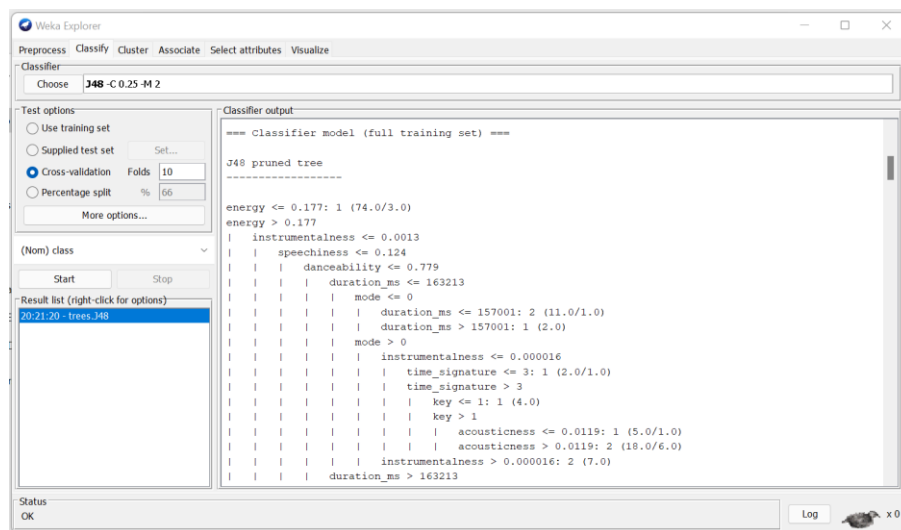 Weka Explorer
Preprocess Classify Cluster Associate Select attributes Visualize
Classifier
Choose J48 -C 0.25 -M 2
Test options
Use training set
Supplied test set Set...
Cross-validation Folds 10
Percentage split % 66
More options...
(Nom) class
Start Stop
Result list (right-click for options)
20:21:20 - trees.J48
Classifier output
=== Classifier model (full training set) ===
J48 pruned tree
------------------
energy <= 0.177: 1 (74.0/3.0)
energy > 0.177
| instrumentalness <= 0.0013
| | speechiness <= 0.124
| | | danceability <= 0.779
| | | | duration_ms <= 163213
| | | | | mode <= 0
| | | | | | duration_ms <= 157001: 2 (11.0/1.0)
| | | | | | duration_ms > 157001: 1 (2.0)
| | | | | mode > 0
| | | | | | instrumentalness <= 0.000016
| | | | | | | time_signature <= 3: 1 (2.0/1.0)
| | | | | | | time_signature > 3
| | | | | | | | key <= 1: 1 (4.0)
| | | | | | | | key > 1
| | | | | | | | | acousticness <= 0.0119: 1 (5.0/1.0)
| | | | | | | | | acousticness > 0.0119: 2 (18.0/6.0)
| | | | | | instrumentalness > 0.000016: 2 (7.0)
| | | | duration_ms > 163213
Status
OK
Log x 0